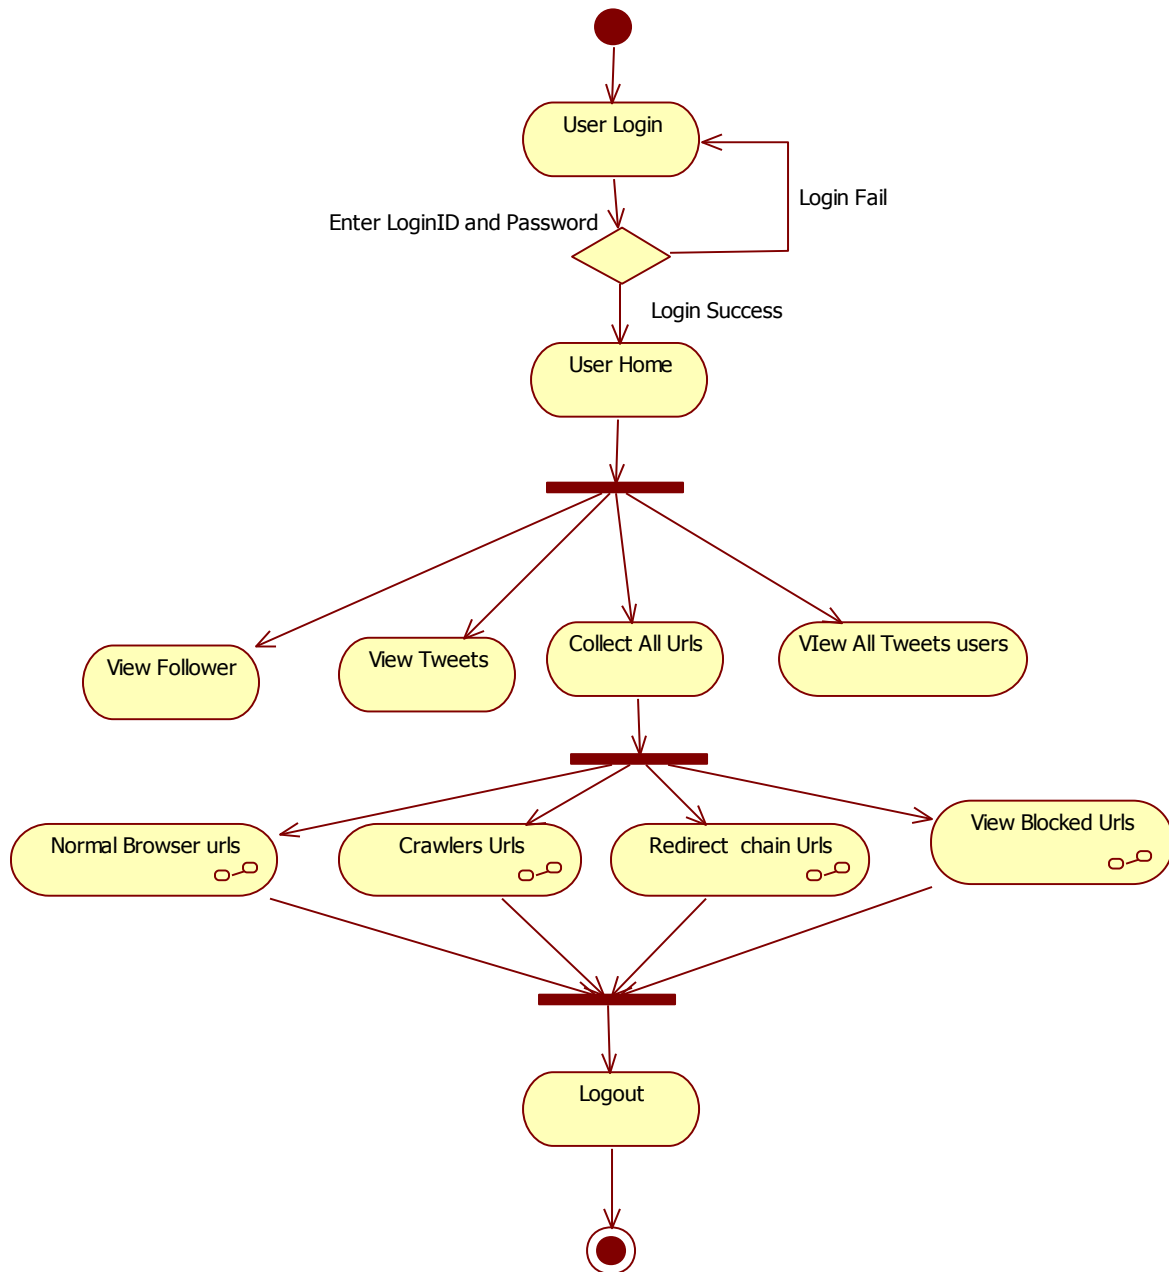 User Login
Login Fail
Enter LoginID and Password
Login Success
User Home
View Follower
View Tweets
Collect All Urls
VIew All Tweets users
Normal Browser urls
Crawlers Urls
Redirect  chain Urls
View Blocked Urls
Logout